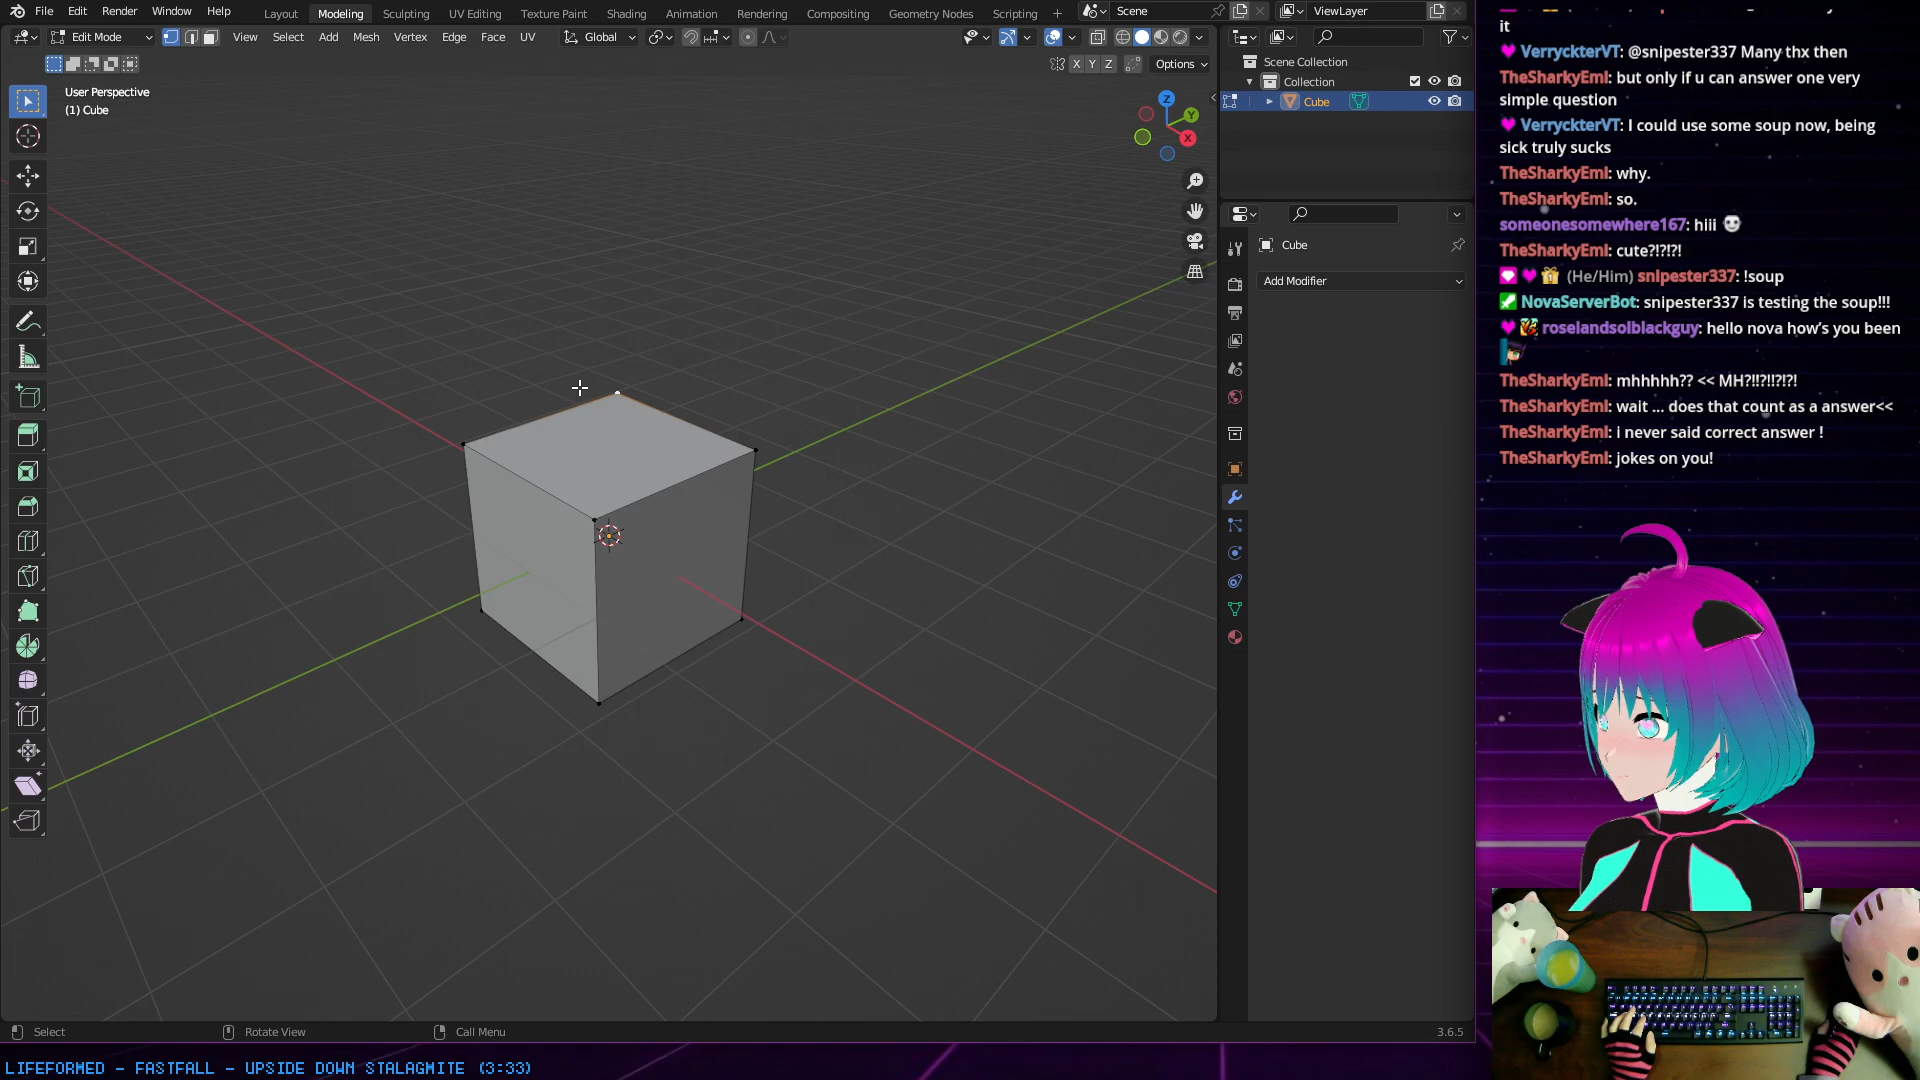 File Edit Render Window Help Layout Modeling Sculpting UV Editing Texture Paint Shading Animation Rendering Compositing Geometry Nodes Scripting + Scene ViewLayer
Edit Mode View Select Add Mesh Vertex Edge Face UV Global
X Y Z Options
User Perspective
(1) Cube
Z
Y
X
Scene Collection
Collection
Cube
Cube
Add Modifier
Select Rotate View Call Menu 3.6.5
it
VerryckterVT: @snipester337 Many thx then
TheSharkyEmi: but only if u can answer one very
simple question
VerryckterVT: I could use some soup now, being
sick truly sucks
TheSharkyEmi: why.
TheSharkyEmi: so.
someonesomewhere167: hiii
TheSharkyEmi: cute?!?!?!
(He/Him) snipester337: !soup
NovaServerBot: snipester337 is testing the soup!!!
roselandsolblackguy: hello nova how’s you been
TheSharkyEmi: mhhhhh?? << MH?!!?!!?!?!
TheSharkyEmi: wait ... does that count as a answer<<
TheSharkyEmi: i never said correct answer !
TheSharkyEmi: jokes on you!
LIFEFORMED – FASTFALL – UPSIDE DOWN STALAGMITE (3:33)